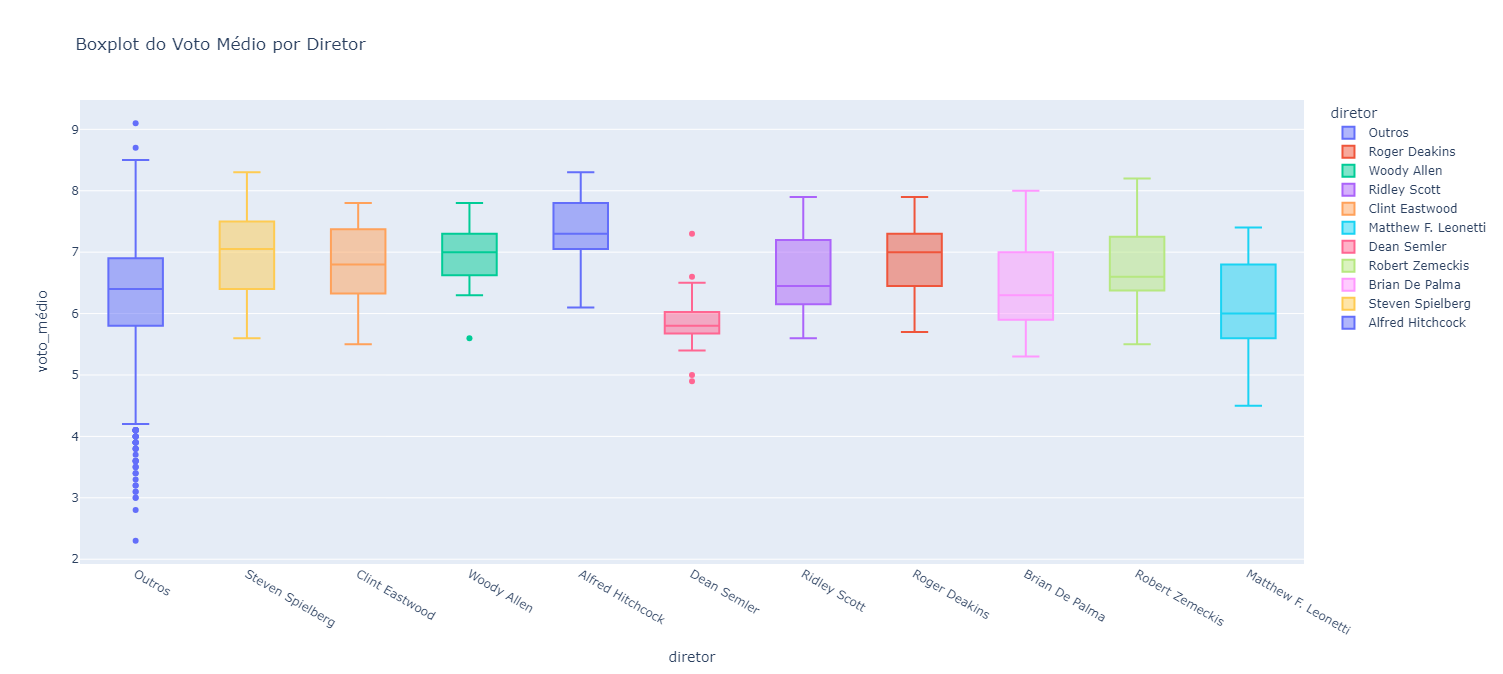 Boxplot do Voto Médio por Diretor
voto_médio
9
8
7
6
5
4
3
2
Outros
Steven Spielberg
Clint Eastwood
Woody Allen
Alfred Hitchcock
Dean Semler
Ridley Scott
Roger Deakins
Brian De Palma
Robert Zemeckis
Matthew F. Leonetti
diretor
diretor
Outros
Roger Deakins
Woody Allen
Ridley Scott
Clint Eastwood
Matthew F. Leonetti
Dean Semler
Robert Zemeckis
Brian De Palma
Steven Spielberg
Alfred Hitchcock